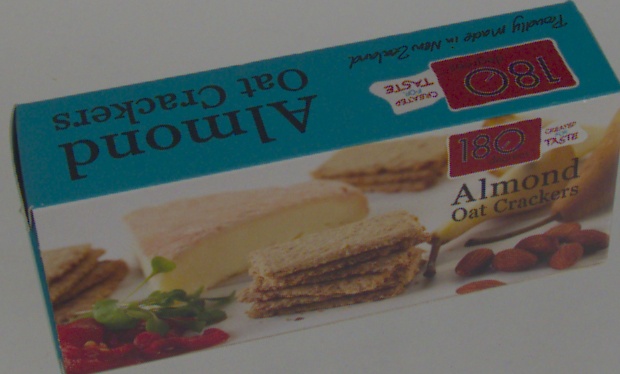 Proudly made in New Zealand
180
CREATED
FOR
TASTE
Almond
Oat Crackers
180
CREATED
FOR
TASTE
Almond
Oat Crackers